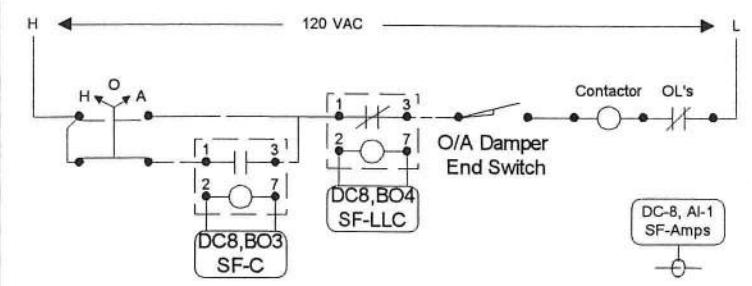 H 120 VAC L
H O A
1 3
2 7
DC8,BO3
SF-C
1 3
2 7
DC8,BO4
SF-LLC
O/A Damper
End Switch
Contactor OL's
DC-8, AI-1
SF-Amps